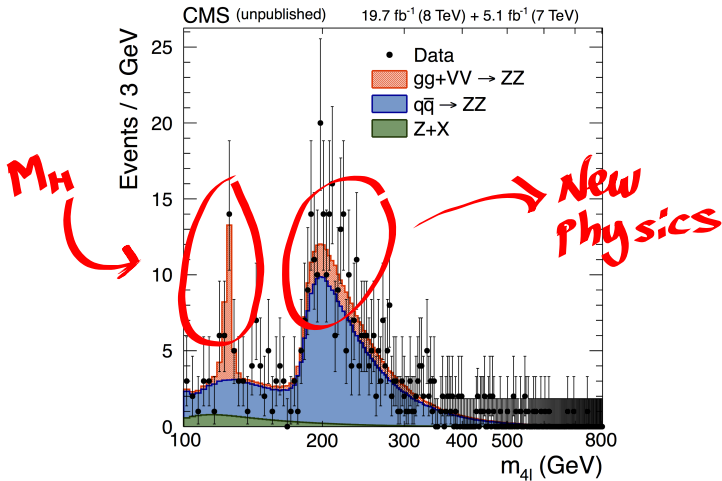 CMS (unpublished) 19.7 fb⁻¹ (8 TeV) + 5.1 fb⁻¹ (7 TeV)
Events / 3 GeV
25
20
15
10
5
0
Data
gg+VV → ZZ
qq̅ → ZZ
Z+X
MH
New
Physics
100
200
300
400
500
800
m4l (GeV)